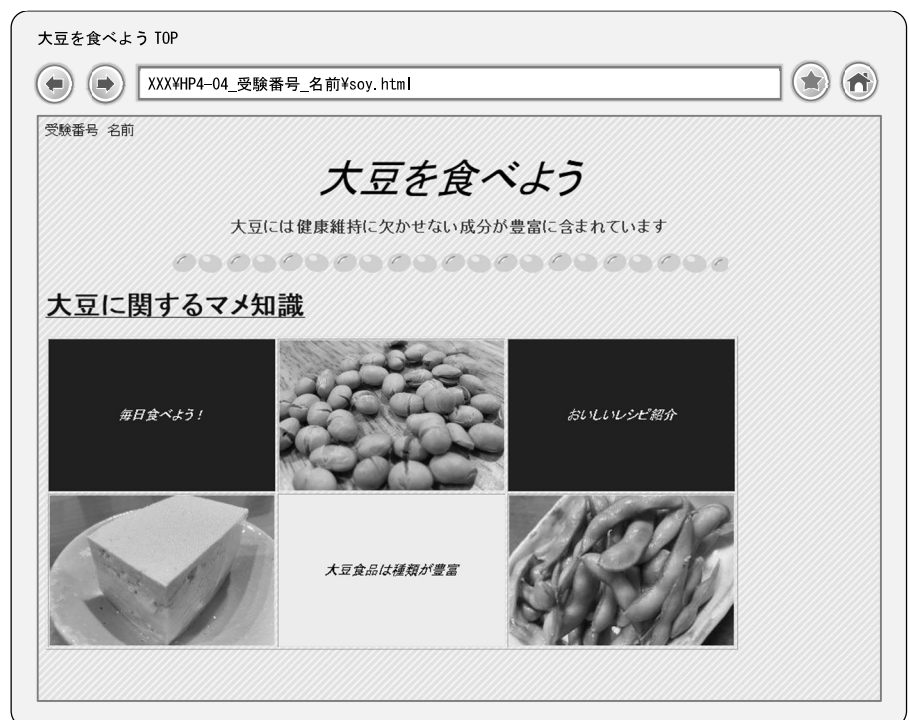 大豆を食べよう TOP
XXX¥HP4-04_受験番号_名前¥soy.html
受験番号 名前
大豆を食べよう
大豆には健康維持に欠かせない成分が豊富に含まれています
大豆に関するマメ知識
毎日食べよう！
おいしいレシピ紹介
大豆食品は種類が豊富